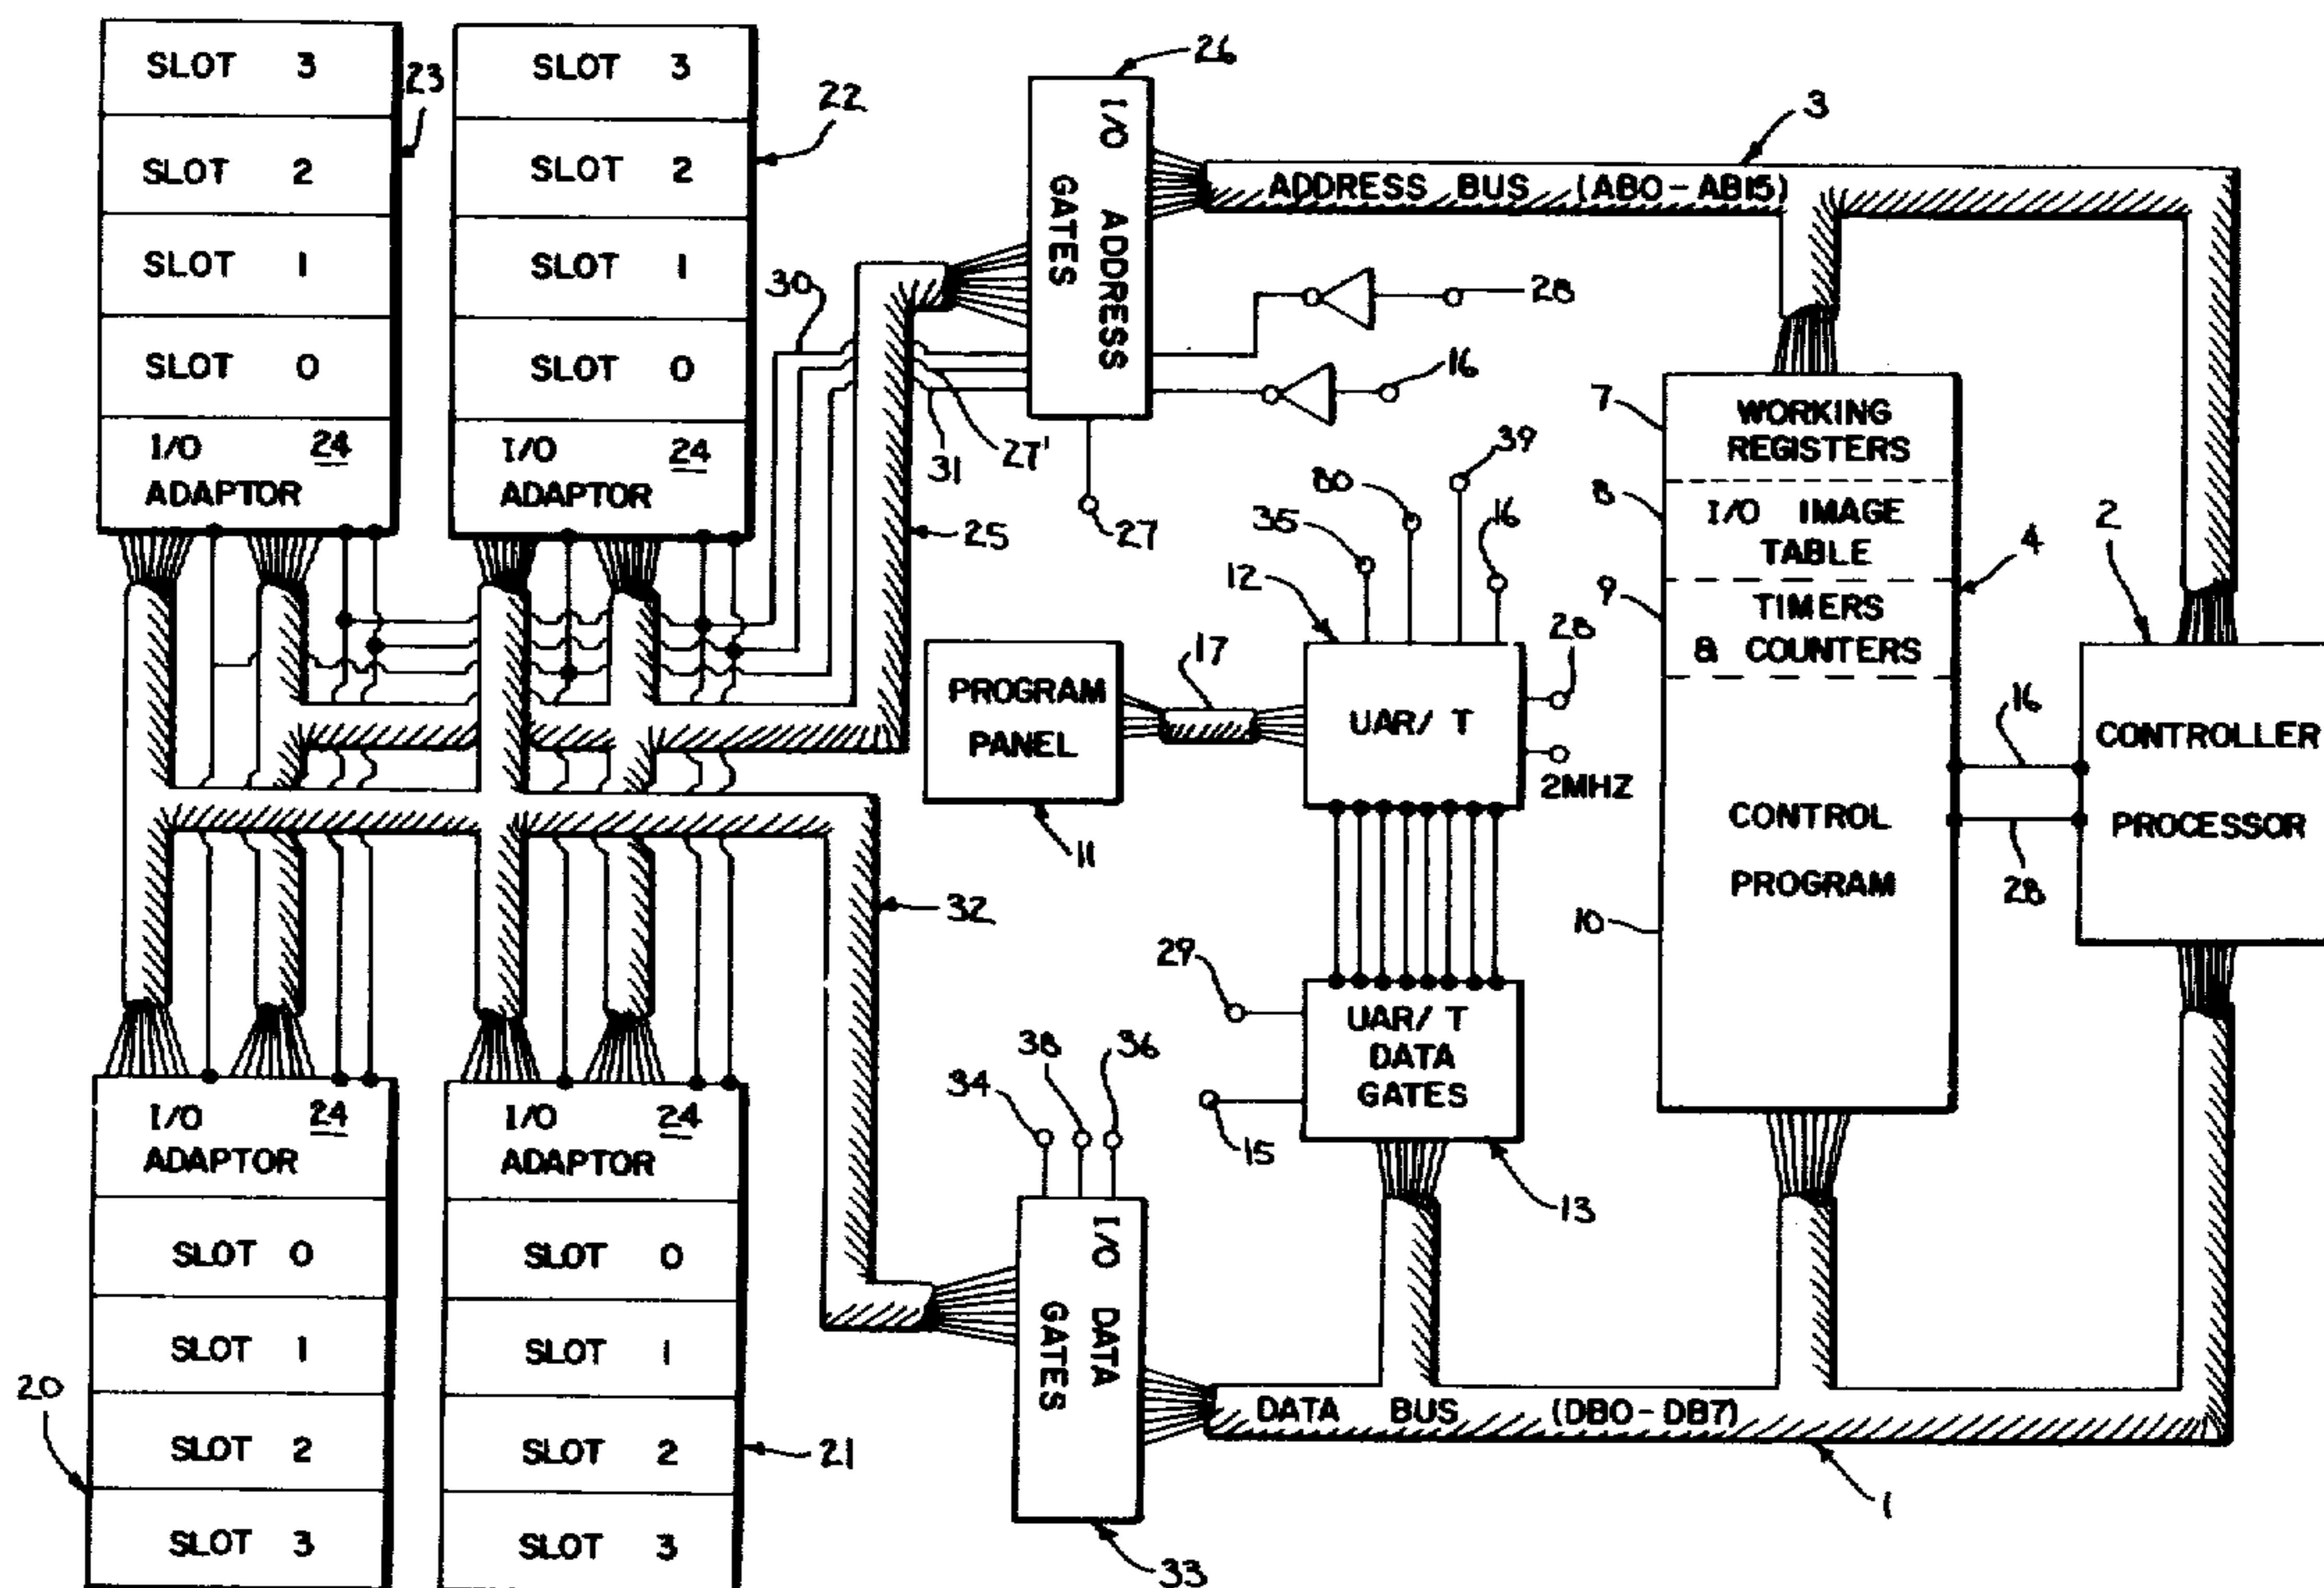 SLOT 3
SLOT 2
SLOT 1
SLOT 0
I/O 24
ADAPTOR
23
SLOT 3
SLOT 2
SLOT 1
SLOT 0
I/O 24
ADAPTOR
22
26
I/O ADDRESS
GATES
3
ADDRESS BUS (AB0-AB15)
30
28
16
31
27'
27
25
7
WORKING
REGISTERS
8
I/O IMAGE
TABLE
9
TIMERS
& COUNTERS
4
10
CONTROL
PROGRAM
2
CONTROLLER
PROCESSOR
16
28
35
80
39
16
12
28
UAR/T
2MHZ
17
PROGRAM
PANEL
11
32
29
15
UAR/T
DATA
GATES
13
34
38
36
I/O DATA
GATES
33
DATA BUS (DB0-DB7)
1
I/O 24
ADAPTOR
SLOT 0
SLOT 1
SLOT 2
SLOT 3
20
I/O 24
ADAPTOR
SLOT 0
SLOT 1
SLOT 2
SLOT 3
21